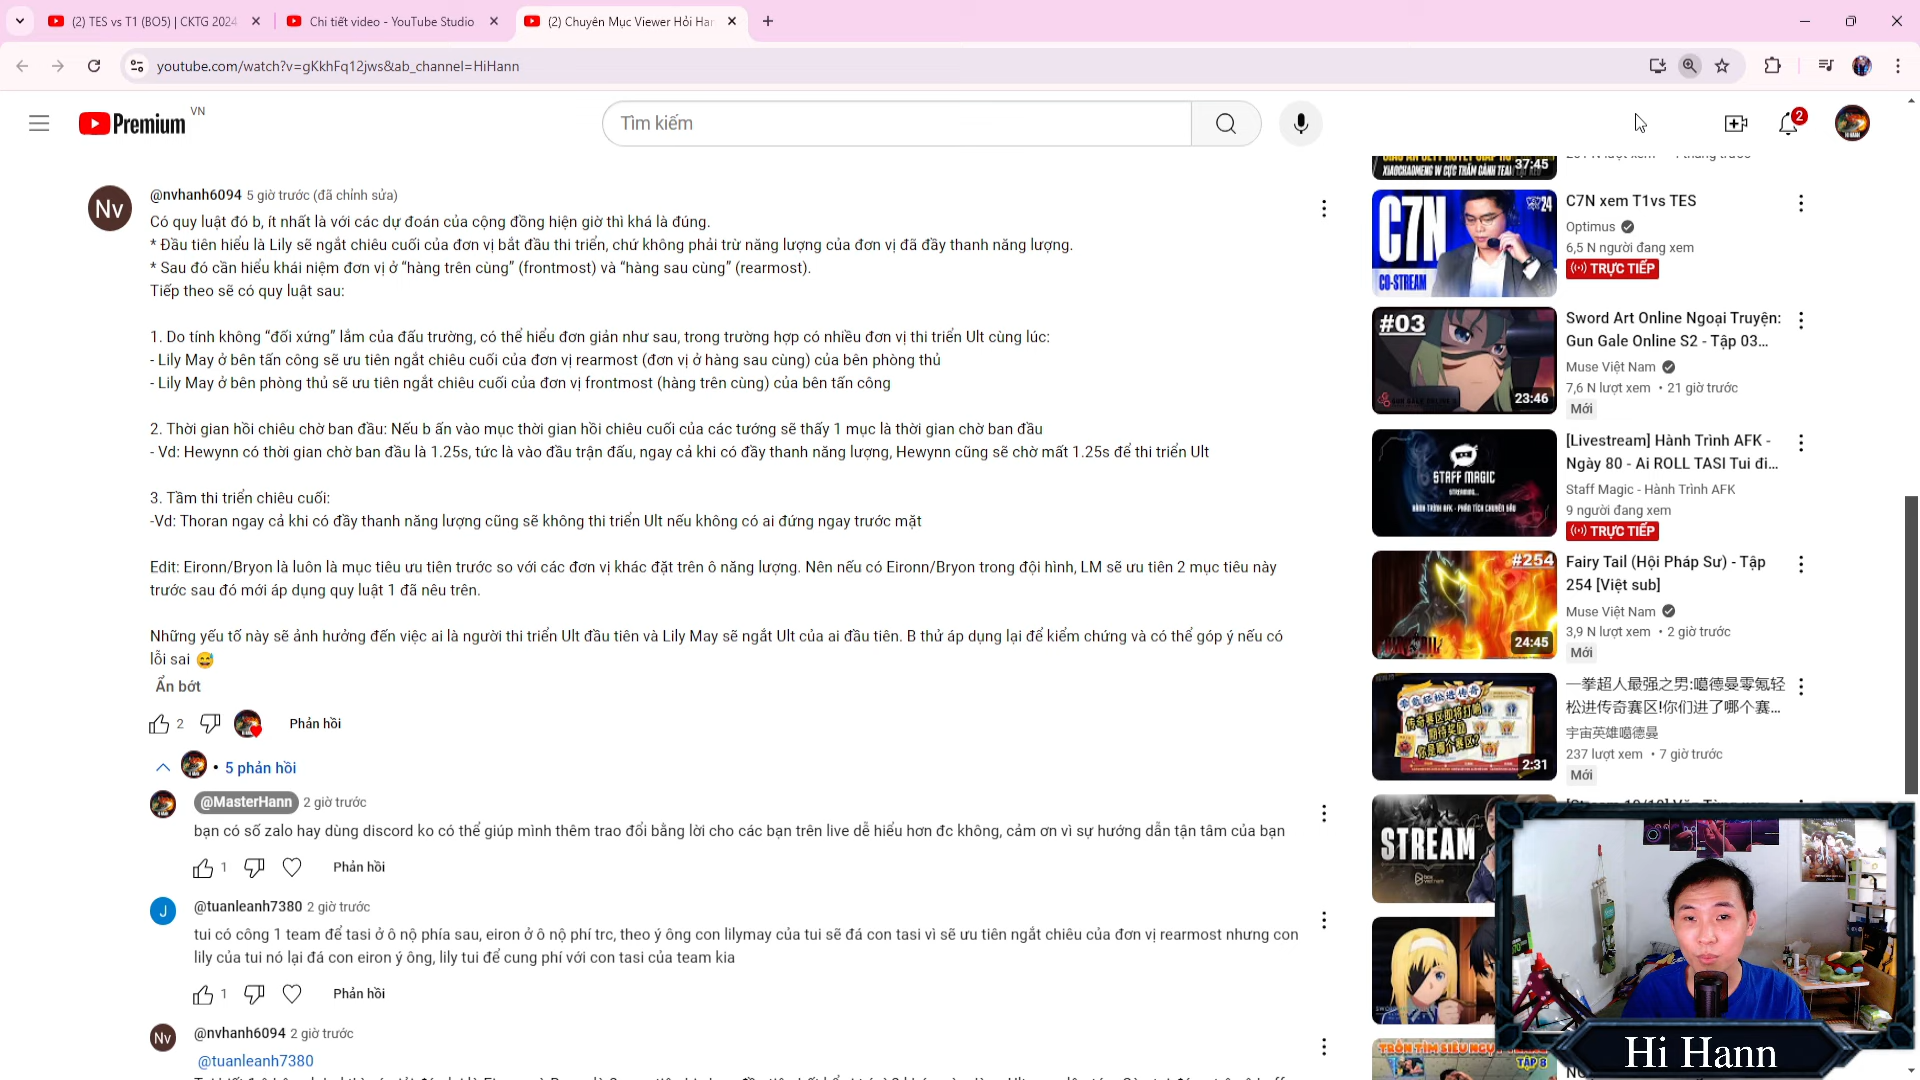 (2) TES vs T1 (BO5) | CKTG 2024
Chi tiết video - YouTube Studio
(2) Chuyên Mục Viewer Hỏi Han
youtube.com/watch?v=gKkhFq12jws&ab_channel=HiHann
Premium
VN
Tìm kiếm
2
Nv
@nvhanh6094 5 giờ trước (đã chỉnh sửa)
Có quy luật đó b, ít nhất là với các dự đoán của cộng đồng hiện giờ thì khá là đúng.
* Đầu tiên hiểu là Lily sẽ ngắt chiêu cuối của đơn vị bắt đầu thi triển, chứ không phải trừ năng lượng của đơn vị đã đầy thanh năng lượng.
* Sau đó cần hiểu khái niệm đơn vị ở “hàng trên cùng” (frontmost) và “hàng sau cùng” (rearmost).
Tiếp theo sẽ có quy luật sau:
1. Do tính không “đối xứng” lắm của đấu trường, có thể hiểu đơn giản như sau, trong trường hợp có nhiều đơn vị thi triển Ult cùng lúc:
- Lily May ở bên tấn công sẽ ưu tiên ngắt chiêu cuối của đơn vị rearmost (đơn vị ở hàng sau cùng) của bên phòng thủ
- Lily May ở bên phòng thủ sẽ ưu tiên ngắt chiêu cuối của đơn vị frontmost (hàng trên cùng) của bên tấn công
2. Thời gian hồi chiêu chờ ban đầu: Nếu b ấn vào mục thời gian hồi chiêu cuối của các tướng sẽ thấy 1 mục là thời gian chờ ban đầu
- Vd: Hewynn có thời gian chờ ban đầu là 1.25s, tức là vào đầu trận đấu, ngay cả khi có đầy thanh năng lượng, Hewynn cũng sẽ chờ mất 1.25s để thi triển Ult
3. Tầm thi triển chiêu cuối:
-Vd: Thoran ngay cả khi có đầy thanh năng lượng cũng sẽ không thi triển Ult nếu không có ai đứng ngay trước mặt
Edit: Eironn/Bryon là luôn là mục tiêu ưu tiên trước so với các đơn vị khác đặt trên ô năng lượng. Nên nếu có Eironn/Bryon trong đội hình, LM sẽ ưu tiên 2 mục tiêu này
trước sau đó mới áp dụng quy luật 1 đã nêu trên.
Những yếu tố này sẽ ảnh hưởng đến việc ai là người thi triển Ult đầu tiên và Lily May sẽ ngắt Ult của ai đầu tiên. B thử áp dụng lại để kiểm chứng và có thể góp ý nếu có
lỗi sai 😅
Ẩn bớt
2
Phản hồi
• 5 phản hồi
@MasterHann 2 giờ trước
bạn có số zalo hay dùng discord ko có thể giúp mình thêm trao đổi bằng lời cho các bạn trên live dễ hiểu hơn đc không, cảm ơn vì sự hướng dẫn tận tâm của bạn
1
Phản hồi
J
@tuanleanh7380 2 giờ trước
tui có công 1 team để tasi ở ô nộ phía sau, eiron ở ô nộ phí trc, theo ý ông con lilymay của tui sẽ đá con tasi vì sẽ ưu tiên ngắt chiêu của đơn vị rearmost nhưng con
lily của tui nó lại đá con eiron ý ông, lily tui để cung phí với con tasi của team kia
1
Phản hồi
Nv
@nvhanh6094 2 giờ trước
@tuanleanh7380
37:45
C7N
24
CO-STREAM
C7N xem T1vs TES
Optimus
6,5 N người đang xem
TRỰC TIẾP
#03
23:46
Sword Art Online Ngoại Truyện:
Gun Gale Online S2 - Tập 03...
Muse Việt Nam
7,6 N lượt xem • 21 giờ trước
Mới
STAFF MAGIC
STREAMING...
HÀNH TRÌNH AFK - PHÂN TÍCH CHUYÊN SÂU
[Livestream] Hành Trình AFK -
Ngày 80 - Ai ROLL TASI Tui đi...
Staff Magic - Hành Trình AFK
9 người đang xem
TRỰC TIẾP
#254
24:45
Fairy Tail (Hội Pháp Sư) - Tập
254 [Việt sub]
Muse Việt Nam
3,9 N lượt xem • 2 giờ trước
Mới
零氪轻松进传奇
2:31
一拳超人最强之男:噶德曼零氪轻
松进传奇赛区!你们进了哪个赛...
宇宙英雄噶德曼
237 lượt xem • 7 giờ trước
Mới
STREAM
TẬP 8
Hi Hann